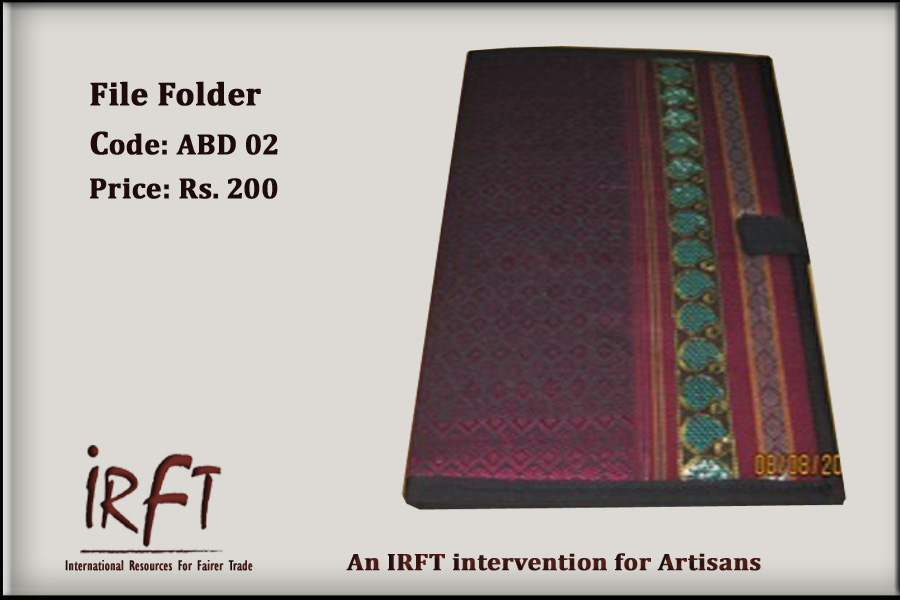 File Folder
Code: ABD 02
Price: Rs. 200
08/08/20
iRFT
International Resources For Fairer Trade
An IRFT intervention for Artisans